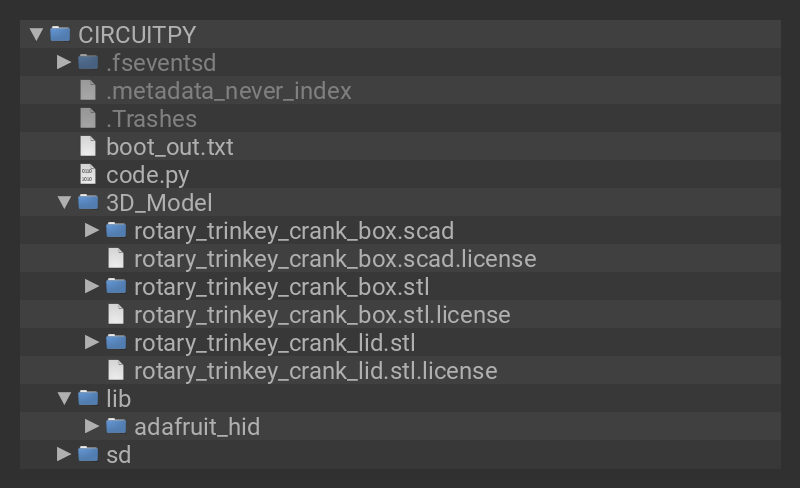 CIRCUITPY
.fseventsd
.metadata_never_index
.Trashes
boot_out.txt
code.py
3D_Model
rotary_trinkey_crank_box.scad
rotary_trinkey_crank_box.scad.license
rotary_trinkey_crank_box.stl
rotary_trinkey_crank_box.stl.license
rotary_trinkey_crank_lid.stl
rotary_trinkey_crank_lid.stl.license
lib
adafruit_hid
sd